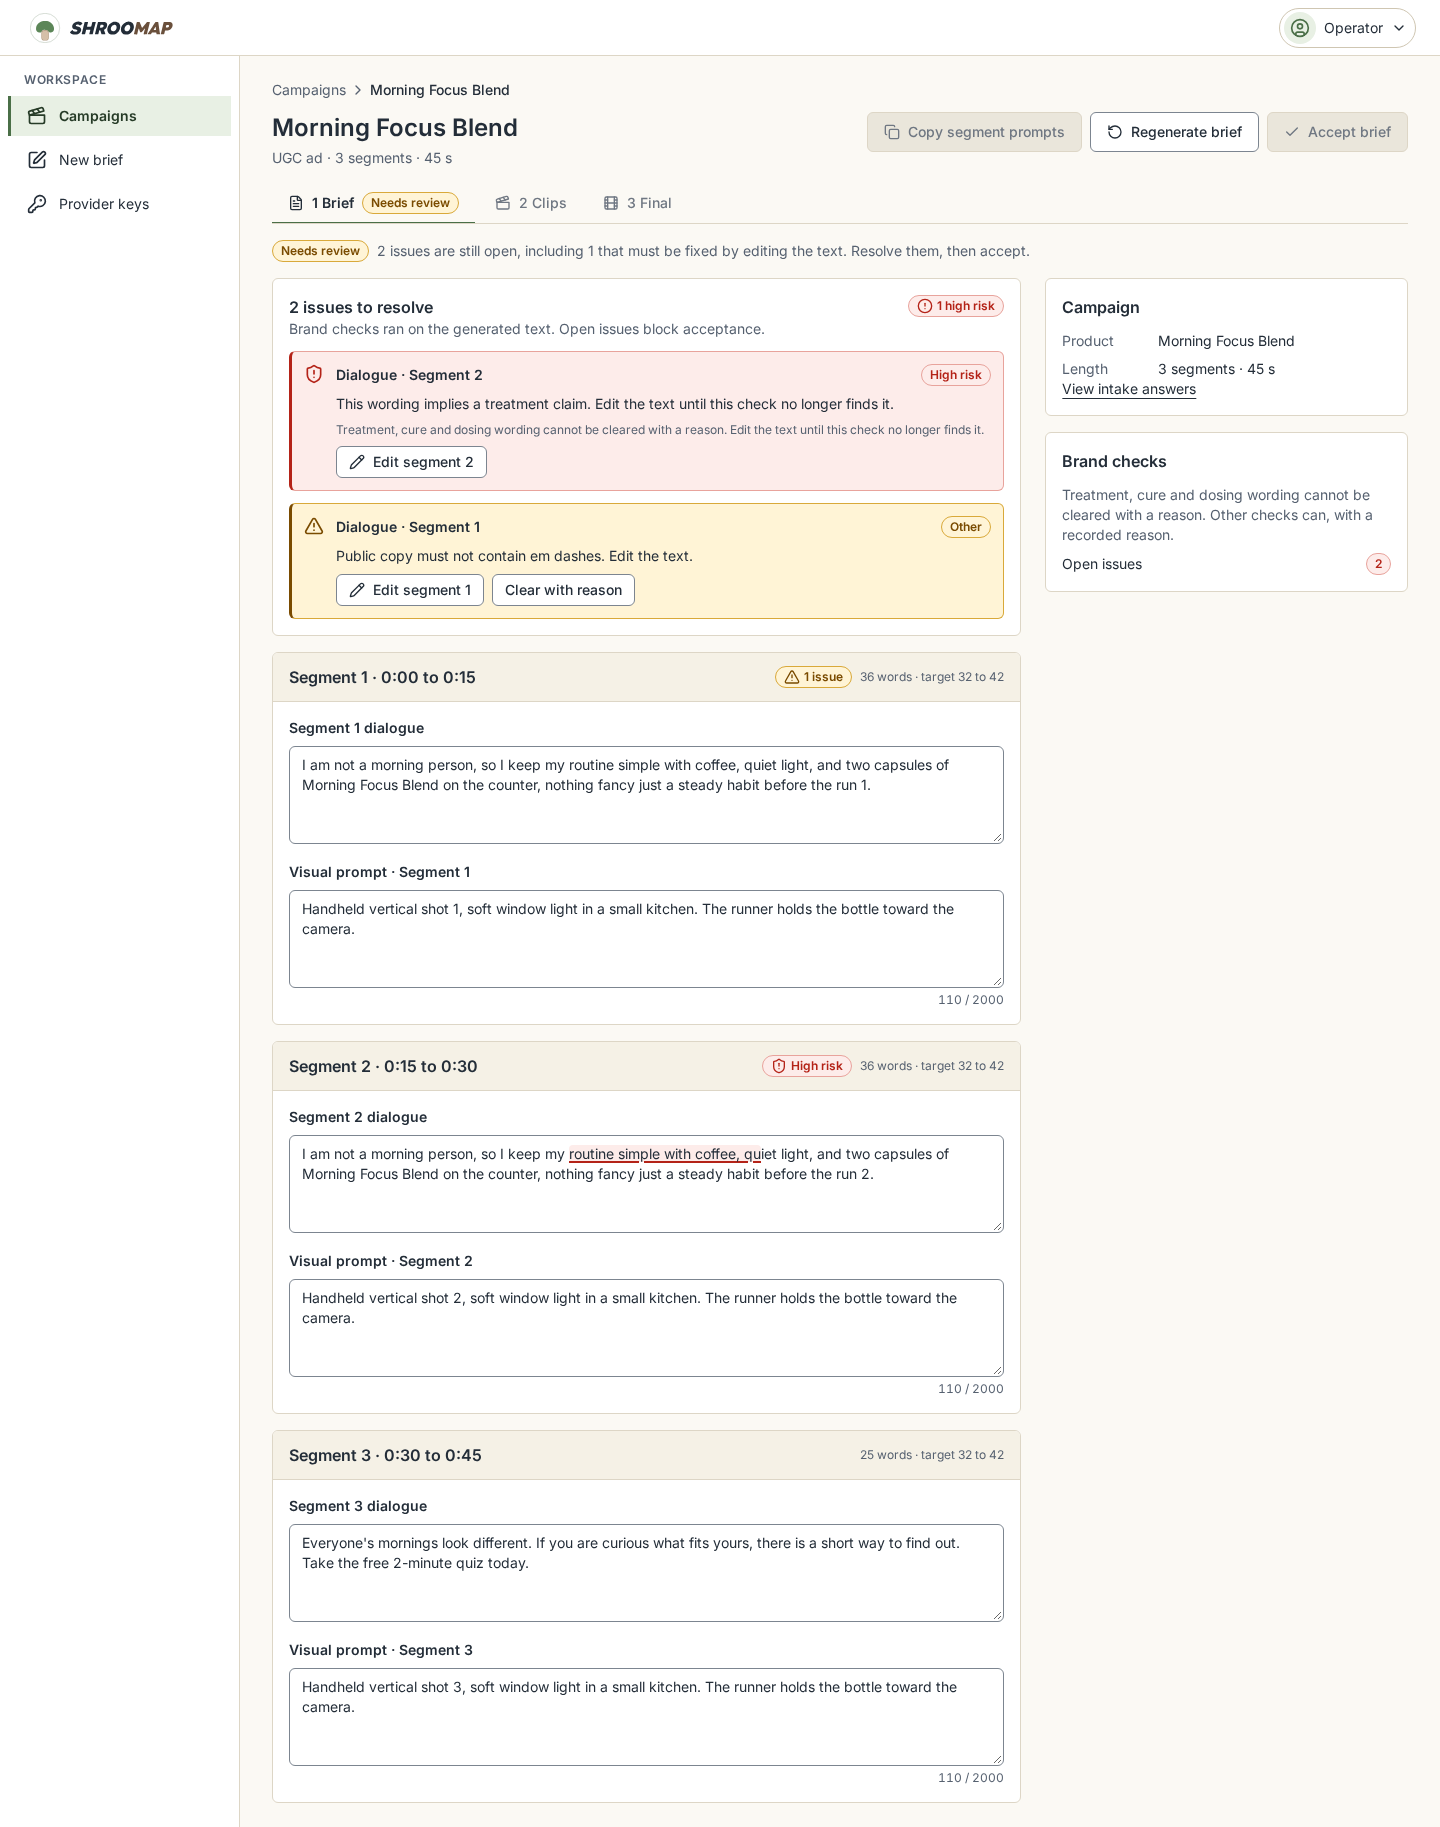 SHROOMAP
Operator
WORKSPACE
Campaigns
New brief
Provider keys
Campaigns > Morning Focus Blend
Morning Focus Blend
UGC ad · 3 segments · 45 s
Copy segment prompts
Regenerate brief
Accept brief
1 Brief Needs review
2 Clips
3 Final
Needs review 2 issues are still open, including 1 that must be fixed by editing the text. Resolve them, then accept.
2 issues to resolve
1 high risk
Brand checks ran on the generated text. Open issues block acceptance.
Dialogue · Segment 2
High risk
This wording implies a treatment claim. Edit the text until this check no longer finds it.
Treatment, cure and dosing wording cannot be cleared with a reason. Edit the text until this check no longer finds it.
Edit segment 2
Dialogue · Segment 1
Other
Public copy must not contain em dashes. Edit the text.
Edit segment 1
Clear with reason
Campaign
Product Morning Focus Blend
Length 3 segments · 45 s
View intake answers
Brand checks
Treatment, cure and dosing wording cannot be
cleared with a reason. Other checks can, with a
recorded reason.
Open issues 2
Segment 1 · 0:00 to 0:15
1 issue 36 words · target 32 to 42
Segment 1 dialogue
I am not a morning person, so I keep my routine simple with coffee, quiet light, and two capsules of
Morning Focus Blend on the counter, nothing fancy just a steady habit before the run 1.
Visual prompt · Segment 1
Handheld vertical shot 1, soft window light in a small kitchen. The runner holds the bottle toward the
camera.
110 / 2000
Segment 2 · 0:15 to 0:30
High risk 36 words · target 32 to 42
Segment 2 dialogue
I am not a morning person, so I keep my routine simple with coffee, quiet light, and two capsules of
Morning Focus Blend on the counter, nothing fancy just a steady habit before the run 2.
Visual prompt · Segment 2
Handheld vertical shot 2, soft window light in a small kitchen. The runner holds the bottle toward the
camera.
110 / 2000
Segment 3 · 0:30 to 0:45
25 words · target 32 to 42
Segment 3 dialogue
Everyone's mornings look different. If you are curious what fits yours, there is a short way to find out.
Take the free 2-minute quiz today.
Visual prompt · Segment 3
Handheld vertical shot 3, soft window light in a small kitchen. The runner holds the bottle toward the
camera.
110 / 2000